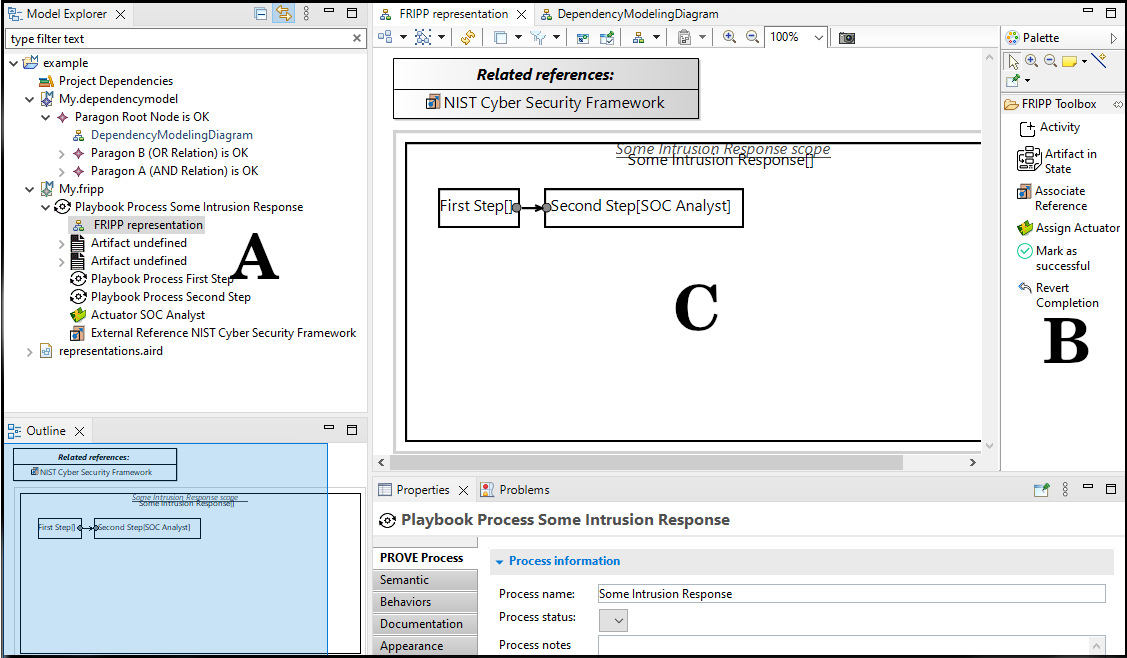 Model Explorer
type filter text
example
Project Dependencies
My.dependencymodel
Paragon Root Node is OK
DependencyModelingDiagram
Paragon B (OR Relation) is OK
Paragon A (AND Relation) is OK
My.fripp
Playbook Process Some Intrusion Response
FRIPP representation
Artifact undefined
Artifact undefined
Playbook Process First Step
Playbook Process Second Step
Actuator SOC Analyst
External Reference NIST Cyber Security Framework
representations.aird
A
Outline
Related references:
NIST Cyber Security Framework
Some Intrusion Response scope
Some Intrusion Response[]
First Step[]
Second Step[SOC Analyst]
FRIPP representation
DependencyModelingDiagram
100%
Related references:
NIST Cyber Security Framework
Some Intrusion Response scope
Some Intrusion Response[]
First Step[]
Second Step[SOC Analyst]
C
Palette
FRIPP Toolbox
Activity
Artifact in
State
Associate
Reference
Assign Actuator
Mark as
successful
Revert
Completion
B
Properties
Problems
Playbook Process Some Intrusion Response
PROVE Process
Semantic
Behaviors
Documentation
Appearance
Process information
Process name:
Some Intrusion Response
Process status:
Process notes